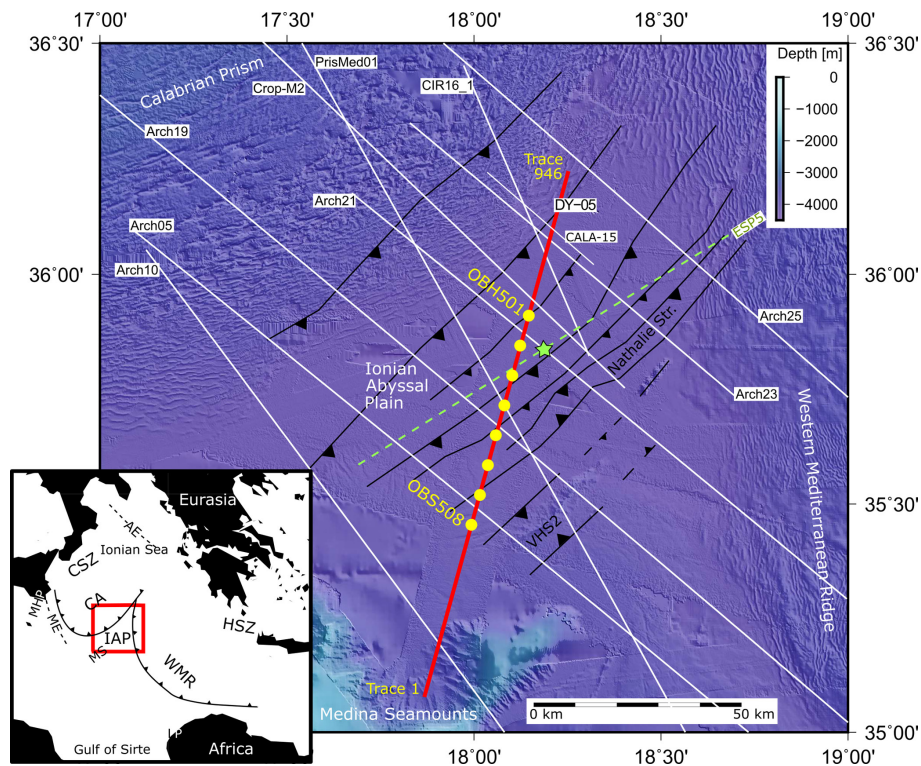 17°00'
17°30'
18°00'
18°30'
19°00'
36°30'
36°30'
Depth [m]
0
−1000
−2000
−3000
−4000
PrisMed01
Calabrian Prism
Crop-M2
CIR16_1
Arch19
Trace
946
Arch21
DY−05
ESP5
Arch05
CALA-15
Arch10
36°00'
36°00'
OBH501
Arch25
Nathalie Str.
Ionian
Abyssal
Plain
Arch23
Western Mediterranean Ridge
OBS508
35°30'
VHS2
Eurasia
AE
Ionian Sea
CSZ
MHP
CA
ME
IAP
HSZ
MS
WMR
Trace 1
Medina Seamounts
0 km
50 km
Gulf of Sirte
Africa
35°00'
18°00'
18°30'
19°00'